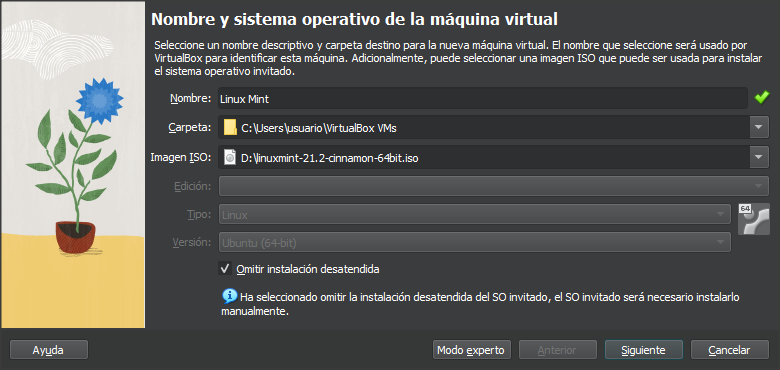 Nombre y sistema operativo de la máquina virtual
Seleccione un nombre descriptivo y carpeta destino para la nueva máquina virtual. El nombre que seleccione será usado por
VirtualBox para identificar esta máquina. Adicionalmente, puede seleccionar una imagen ISO que puede ser usada para instalar
el sistema operativo invitado.
Nombre: Linux Mint
Carpeta: C:\Users\usuario\VirtualBox VMs
Imagen ISO: D:\linuxmint-21.2-cinnamon-64bit.iso
Edición:
Tipo: Linux
64
Versión: Ubuntu (64-bit)
Omitir instalación desatendida
Ha seleccionado omitir la instalación desatendida del SO invitado, el SO invitado será necesario instalarlo
manualmente.
Ayuda Modo experto Anterior Siguiente Cancelar